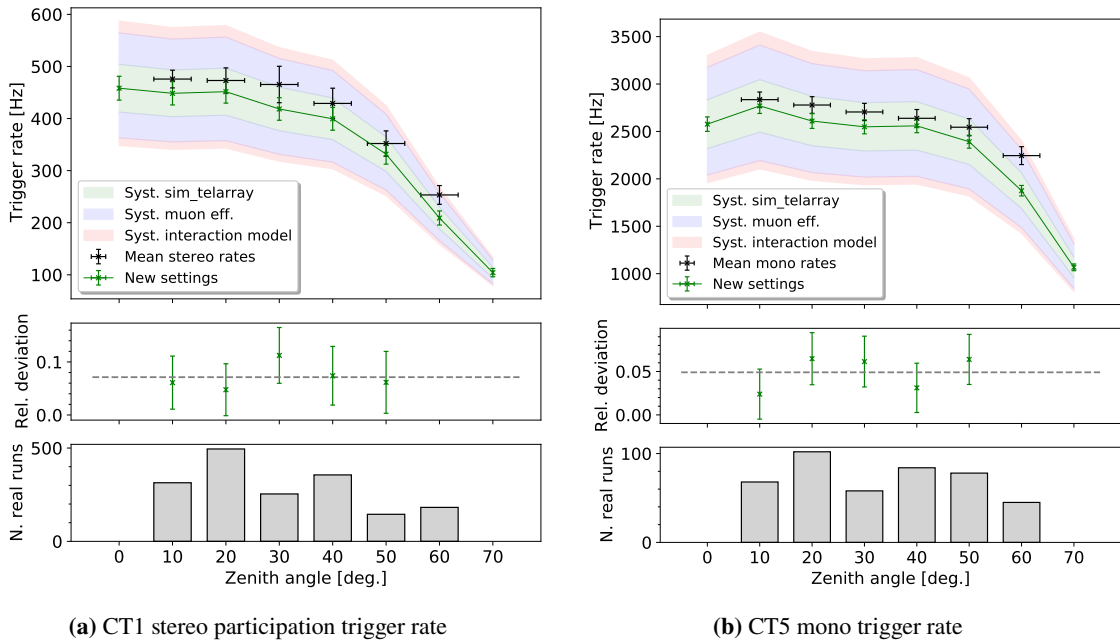 600
500
400
300
200
100
Trigger rate [Hz]
Syst. sim_telarray
Syst. muon eff.
Syst. interaction model
Mean stereo rates
New settings
0.1
0.0
Rel. deviation
500
0
N. real runs
0 10 20 30 40 50 60 70
Zenith angle [deg.]
(a) CT1 stereo participation trigger rate
3500
3000
2500
2000
1500
1000
Trigger rate [Hz]
Syst. sim_telarray
Syst. muon eff.
Syst. interaction model
Mean mono rates
New settings
0.05
0.00
Rel. deviation
100
0
N. real runs
0 10 20 30 40 50 60 70
Zenith angle [deg.]
(b) CT5 mono trigger rate